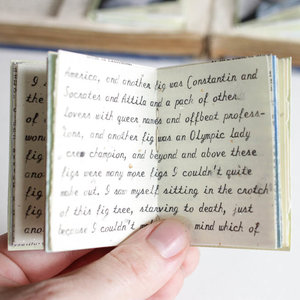 America, and another fig was Constantin and
Socrates and Attila and a pack of other
lovers with queer names and offbeat profess-
ions, and another fig was an Olympic lady
crew champion, and beyond and above these
figs were many more figs I couldn't quite
make out. I saw myself sitting in the crotch
of this fig tree, starving to death, just
because I couldn't mind which of